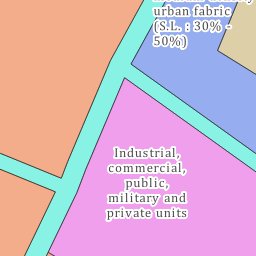 urban fabric
(S.L. : 30% -
50%)
Industrial,
commercial,
public,
military and
private units